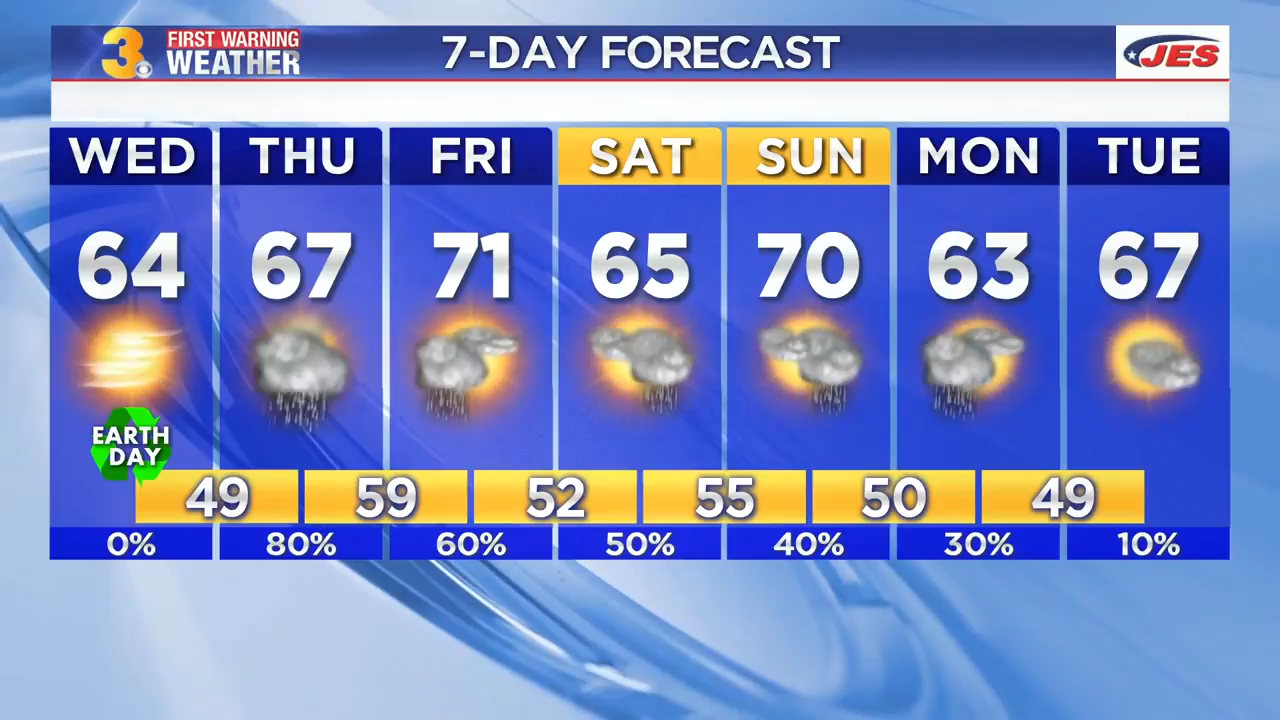 3 FIRST WARNING WEATHER
7-DAY FORECAST
JES
WED THU FRI SAT SUN MON TUE
64 67 71 65 70 63 67
EARTH
DAY
49 59 52 55 50 49
0% 80% 60% 50% 40% 30% 10%